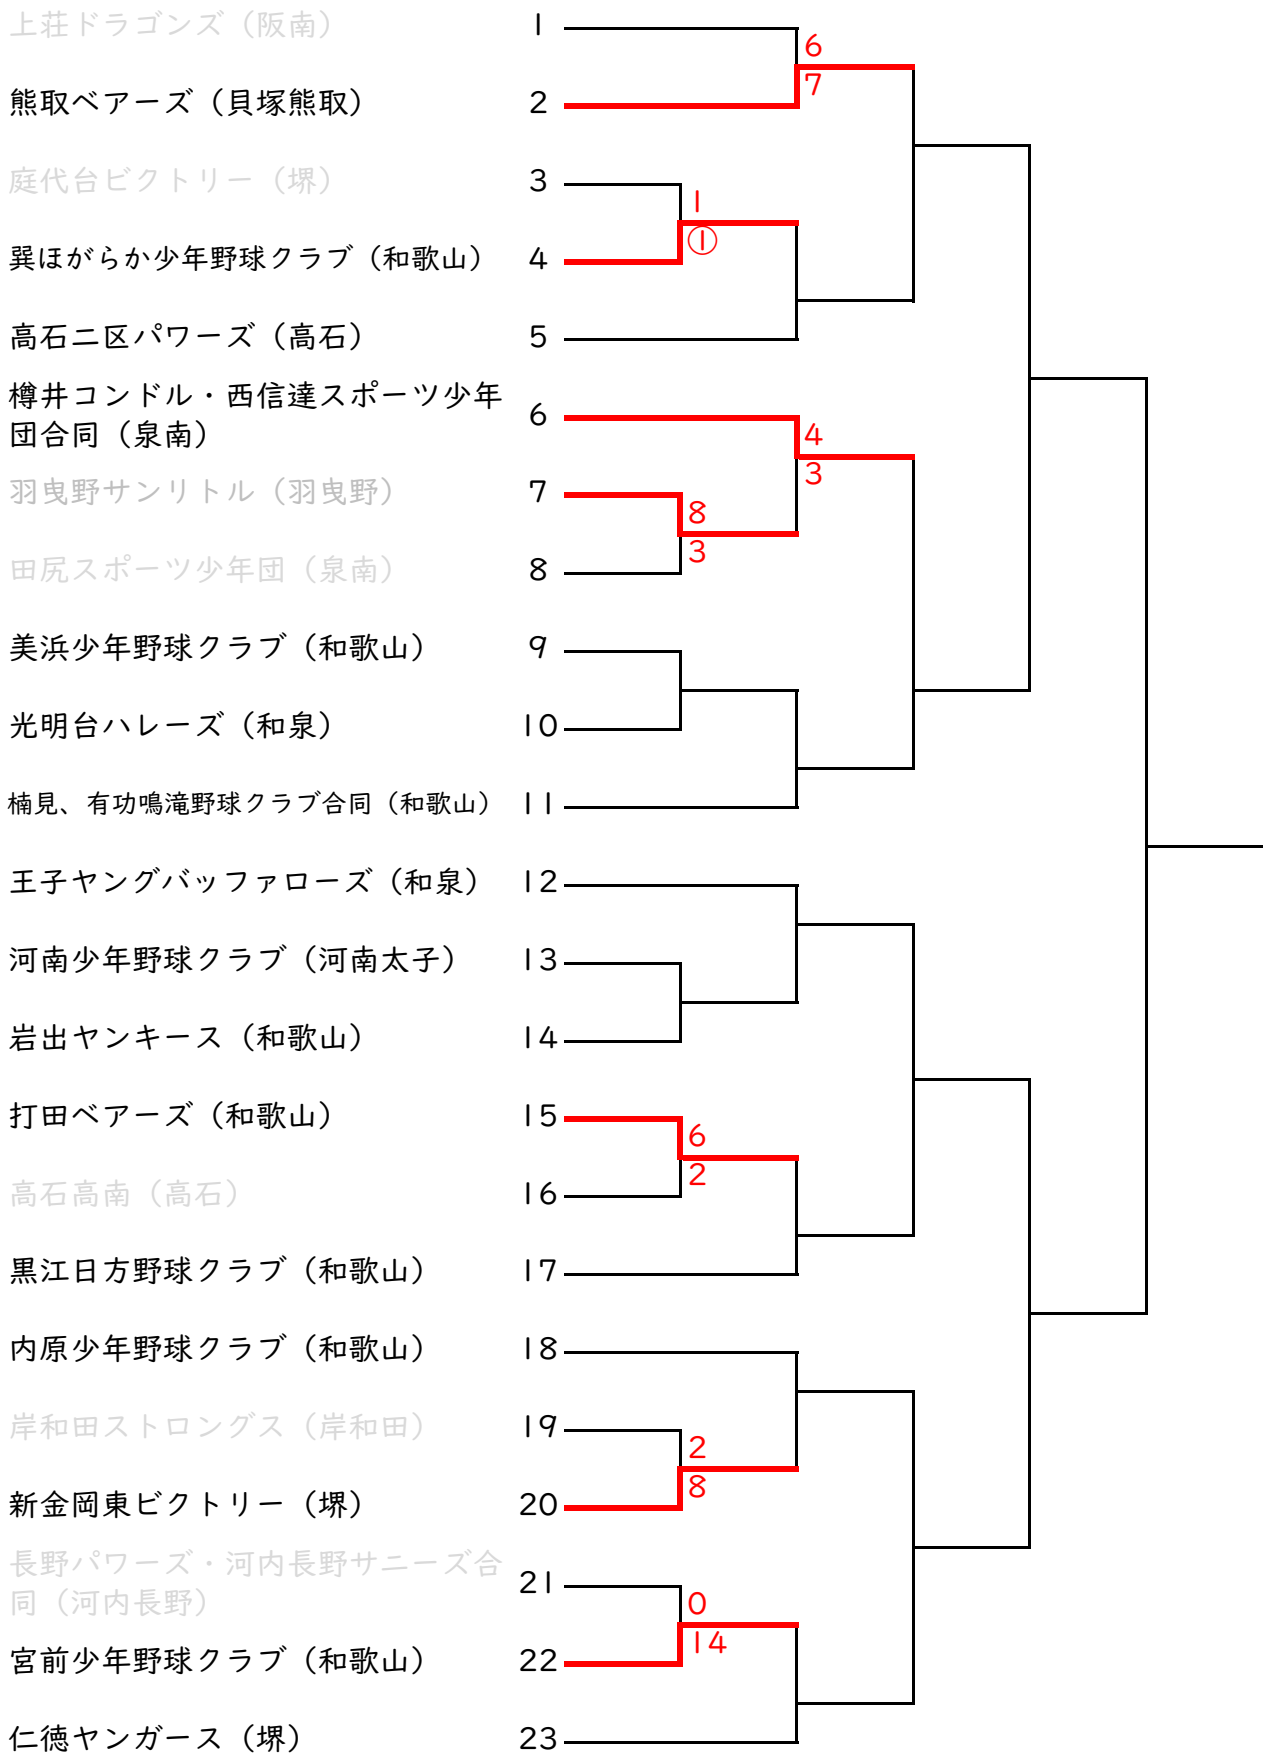 上荘ドラゴンズ（阪南） 1
6
熊取ベアーズ（貝塚熊取） 2
7
庭代台ビクトリー（堺） 3
1
巽ほがらか少年野球クラブ（和歌山） 4
①
高石二区パワーズ（高石） 5
樽井コンドル・西信達スポーツ少年
団合同（泉南） 6
4
3
羽曳野サンリトル（羽曳野） 7
8
3
田尻スポーツ少年団（泉南） 8
美浜少年野球クラブ（和歌山） 9
光明台ハレーズ（和泉） 10
楠見、有功鳴滝野球クラブ合同（和歌山） 11
王子ヤングバッファローズ（和泉） 12
河南少年野球クラブ（河南太子） 13
岩出ヤンキース（和歌山） 14
打田ベアーズ（和歌山） 15
6
2
高石高南（高石） 16
黒江日方野球クラブ（和歌山） 17
内原少年野球クラブ（和歌山） 18
岸和田ストロングス（岸和田） 19
2
8
新金岡東ビクトリー（堺） 20
長野パワーズ・河内長野サニーズ合
同（河内長野） 21
0
14
宮前少年野球クラブ（和歌山） 22
仁徳ヤンガース（堺） 23